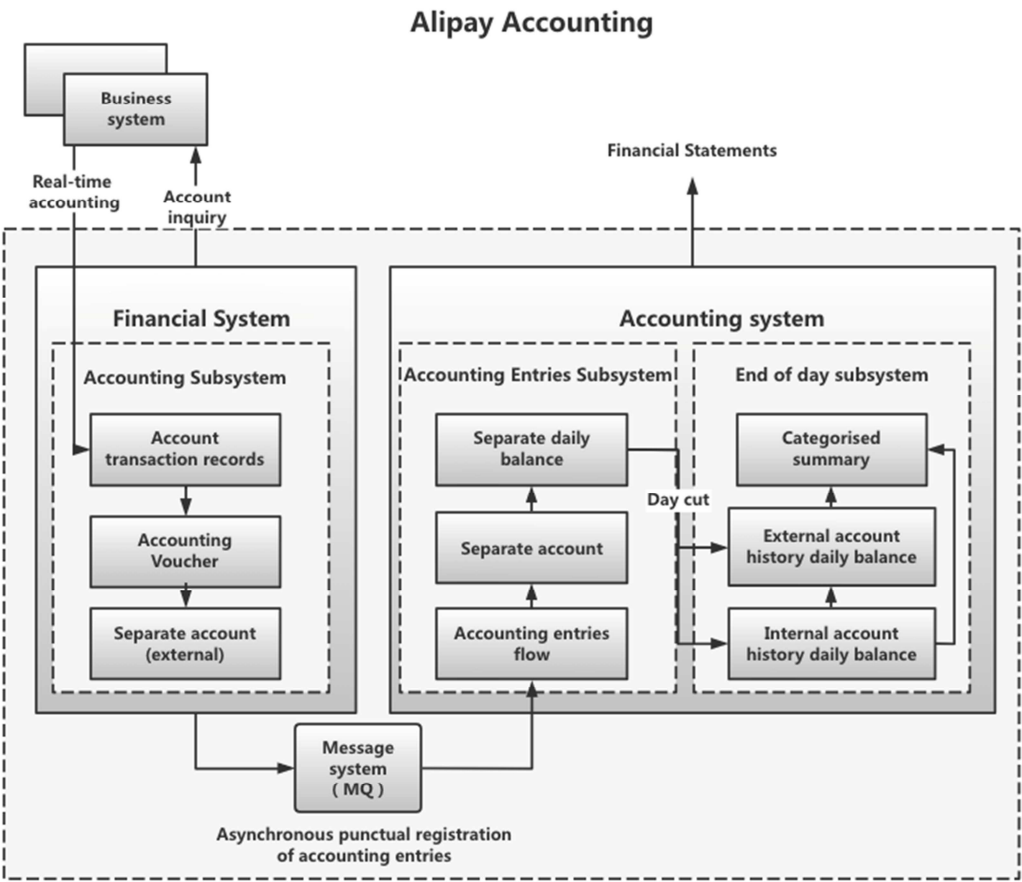 Alipay Accounting
Business
system
Real-time
accounting
Account
inquiry
Financial Statements
Financial System
Accounting Subsystem
Account
transaction records
Accounting
Voucher
Separate account
(external)
Accounting system
Accounting Entries Subsystem
Separate daily
balance
Separate account
Accounting entries
flow
Day cut
End of day subsystem
Categorised
summary
External account
history daily balance
Internal account
history daily balance
Message
system
( MQ )
Asynchronous punctual registration
of accounting entries